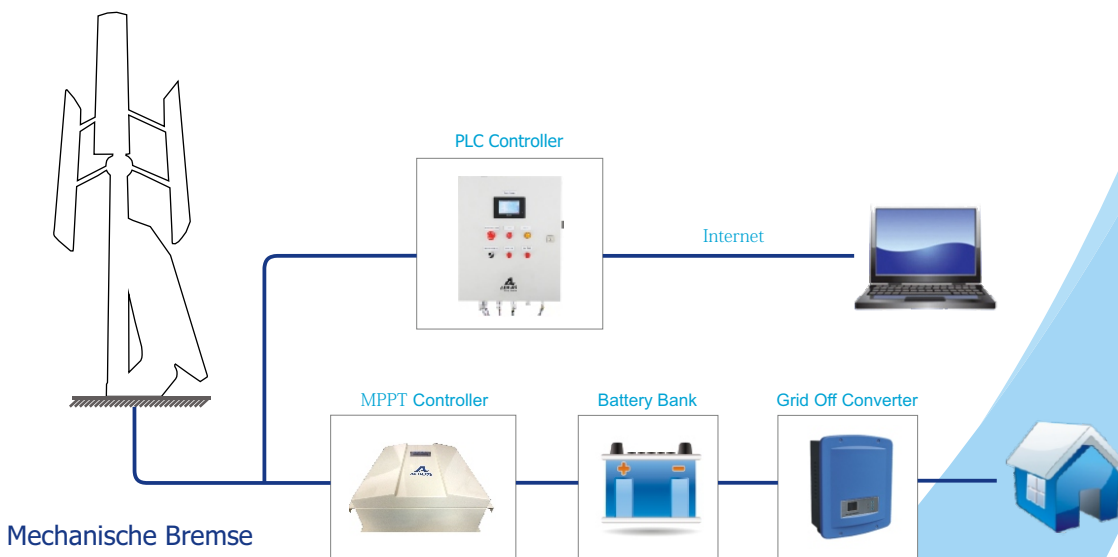 PLC Controller
Internet
MPPT Controller
Battery Bank
Grid Off Converter
Mechanische Bremse